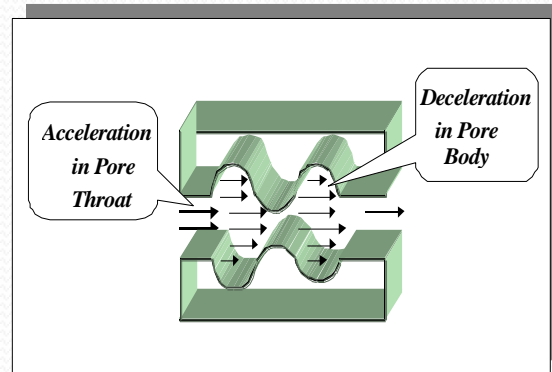 Acceleration
in Pore
Throat
Deceleration
in Pore
Body